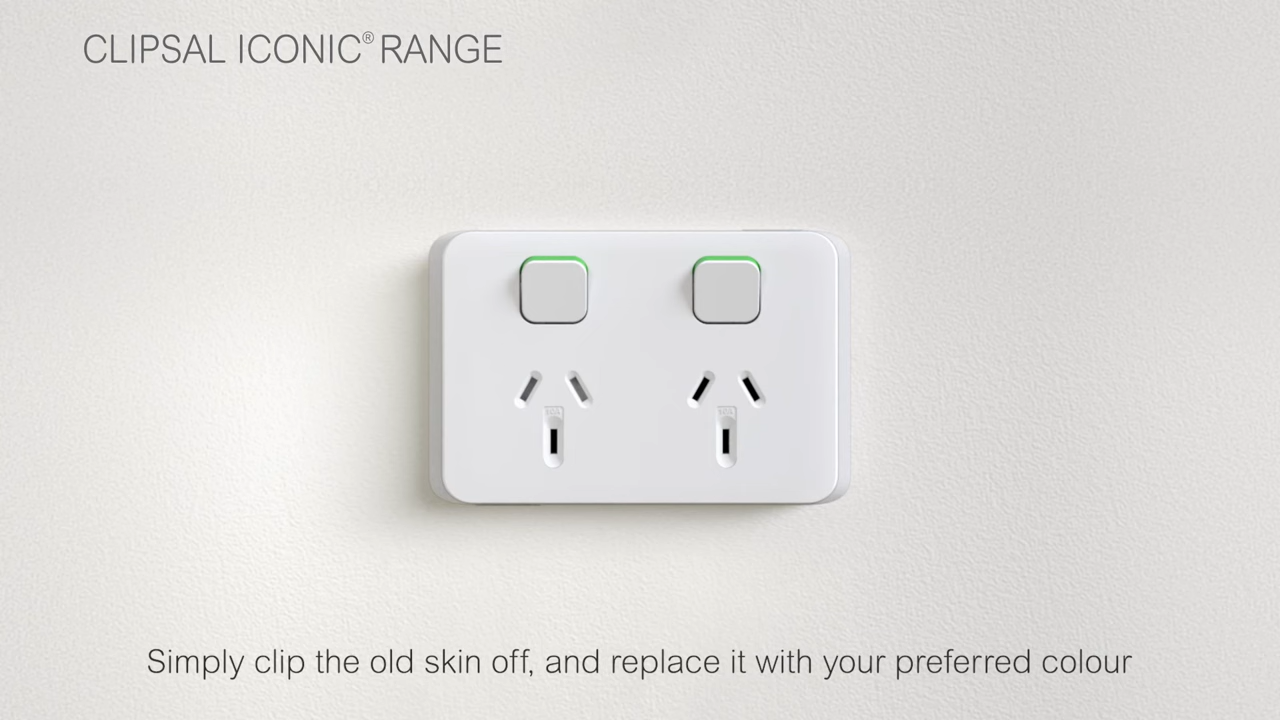 CLIPSAL ICONIC® RANGE
Simply clip the old skin off, and replace it with your preferred colour